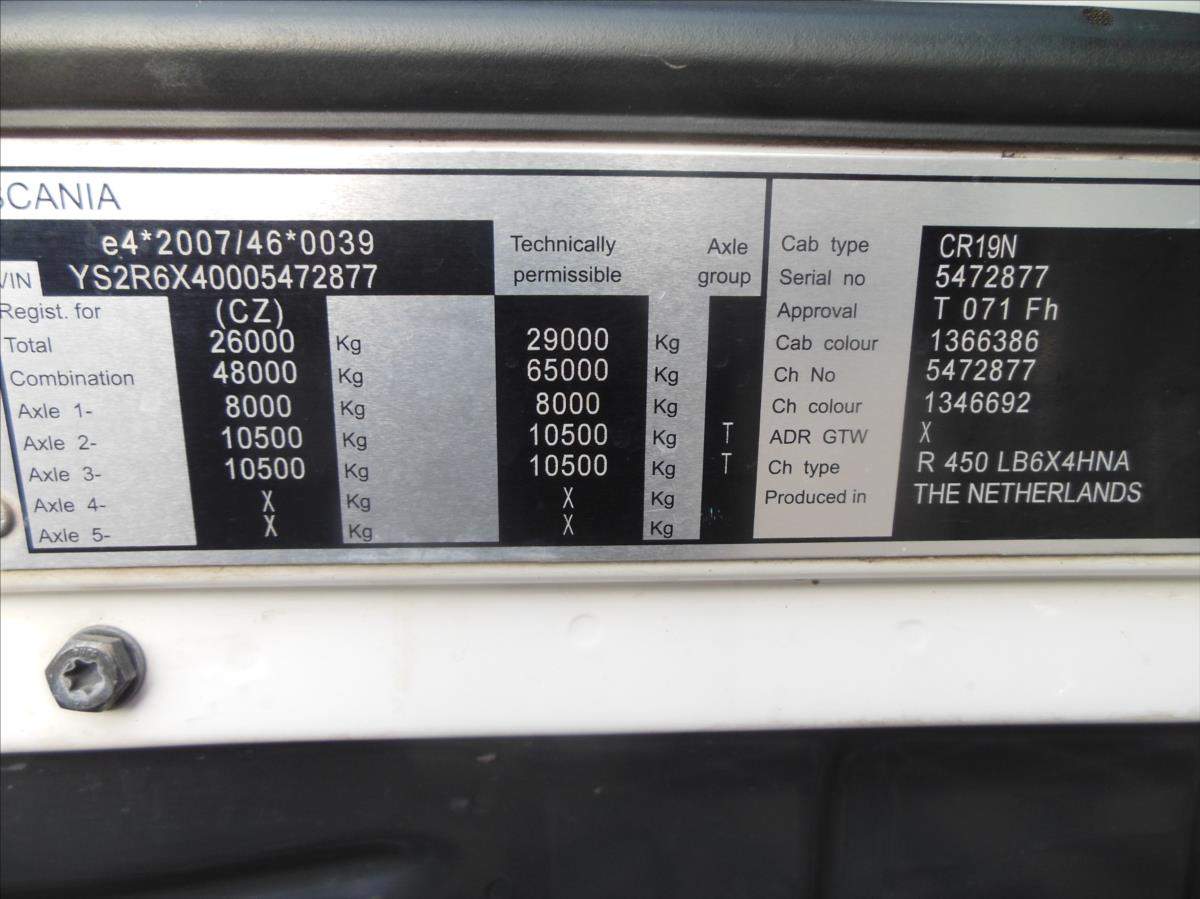 SCANIA
e4*2007/46*0039
VIN YS2R6X40005472877
Technically permissible
Axle group
Regist. for (CZ)
Total 26000 Kg 29000 Kg
Combination 48000 Kg 65000 Kg
Axle 1- 8000 Kg 8000 Kg
Axle 2- 10500 Kg 10500 Kg T
Axle 3- 10500 Kg 10500 Kg T
Axle 4- X Kg X Kg
Axle 5- X Kg X Kg
Cab type CR19N
Serial no 5472877
Approval T 071 Fh
Cab colour 1366386
Ch No 5472877
Ch colour 1346692
ADR GTW X
Ch type R 450 LB6X4HNA
Produced in THE NETHERLANDS